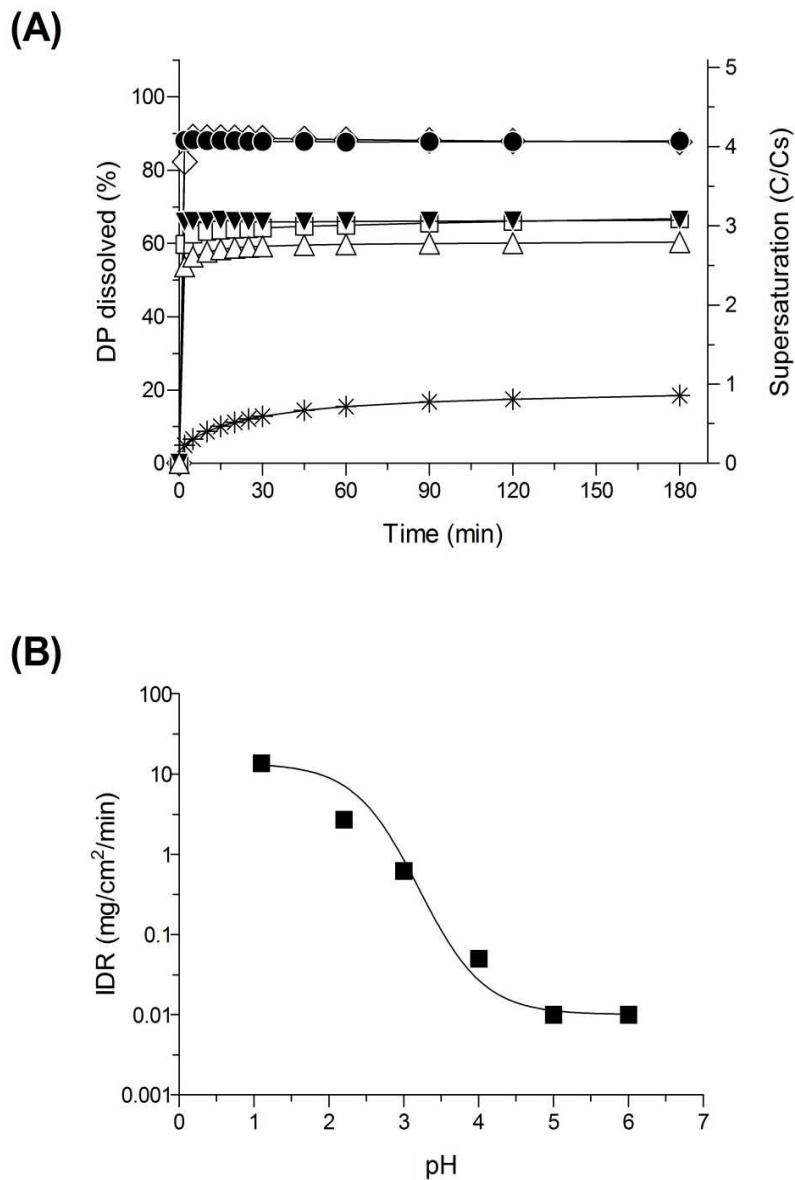 (A)
DP dissolved (%)
100
80
60
40
20
0
Supersaturation (C/Cs)
5
4
3
2
1
0
0 30 60 90 120 150 180
Time (min)
(B)
IDR (mg/cm²/min)
100
10
1
0.1
0.01
0.001
0 1 2 3 4 5 6 7
pH